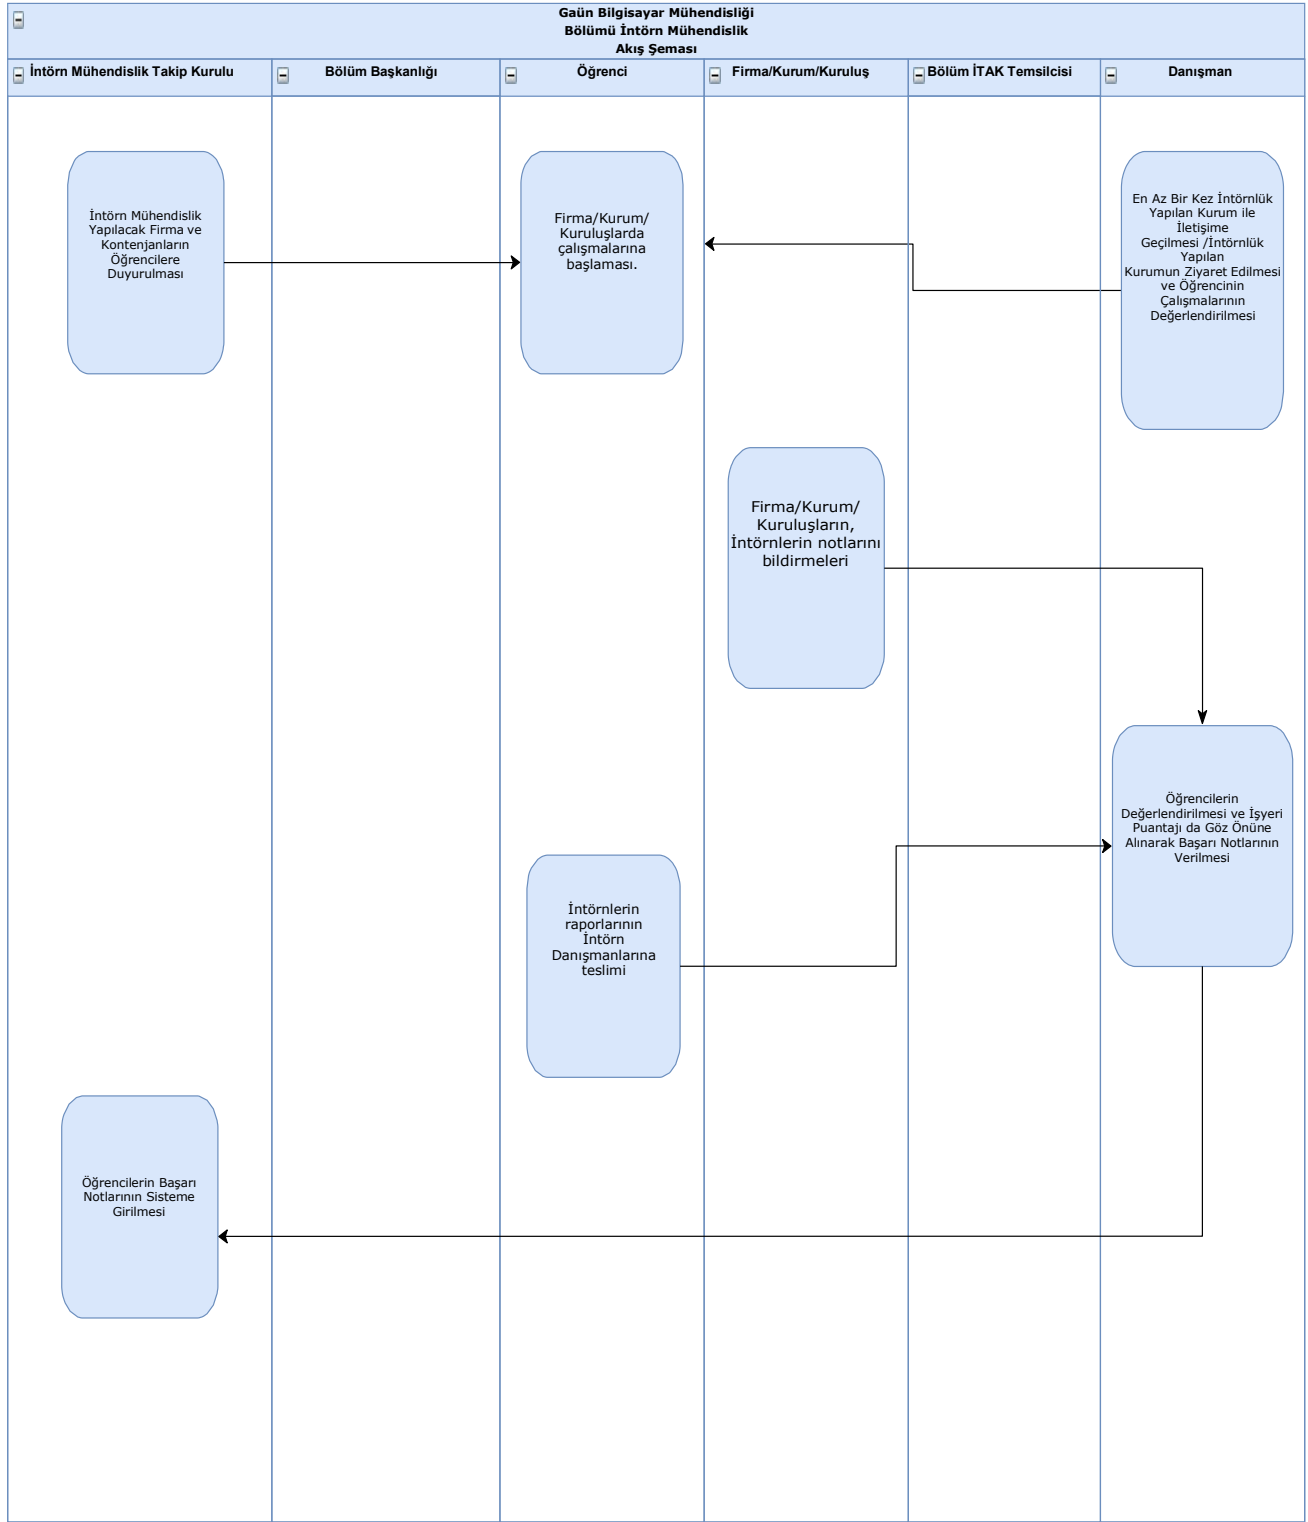 Gaün Bilgisayar Mühendisliği
Bölümü İntörn Mühendislik
Akış Şeması
İntörn Mühendislik Takip Kurulu
Bölüm Başkanlığı
Öğrenci
Firma/Kurum/Kuruluş
Bölüm İTAK Temsilcisi
Danışman
İntörn Mühendislik
Yapılacak Firma ve
Kontenjanların
Öğrencilere
Duyurulması
Firma/Kurum/
Kuruluşlarda
çalışmalarına
başlaması.
En Az Bir Kez İntörnlük
Yapılan Kurum ile
İletişime
Geçilmesi /İntörnlük
Yapılan
Kurumun Ziyaret Edilmesi
ve Öğrencinin
Çalışmalarının
Değerlendirilmesi
Firma/Kurum/
Kuruluşların,
İntörnlerin notlarını
bildirmeleri
Öğrencilerin
Değerlendirilmesi ve İşyeri
Puantajı da Göz Önüne
Alınarak Başarı Notlarının
Verilmesi
İntörnlerin
raporlarının
İntörn
Danışmanlarına
teslimi
Öğrencilerin Başarı
Notlarının Sisteme
Girilmesi